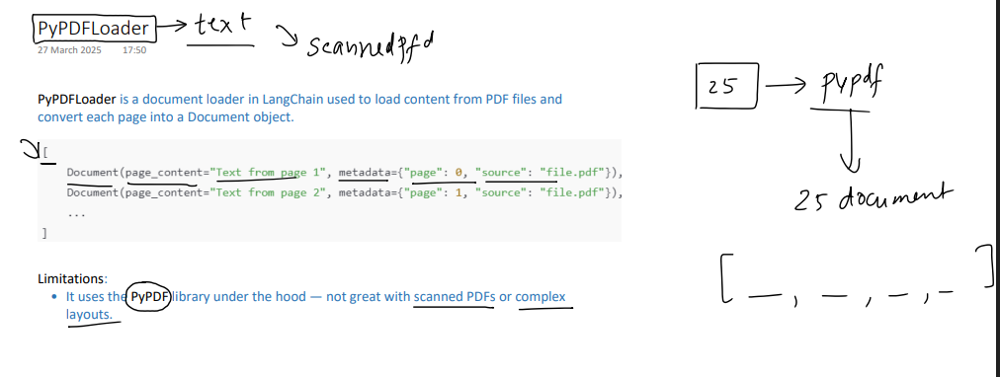 PyPDFLoader → text
scannedpfd
27 March 2025 17:50
25 → pypdf
25 document
[ _ , _ , _ , _ ]
PyPDFLoader is a document loader in LangChain used to load content from PDF files and
convert each page into a Document object.
[
Document(page_content="Text from page 1", metadata={"page": 0, "source": "file.pdf"}),
Document(page_content="Text from page 2", metadata={"page": 1, "source": "file.pdf"}),
...
]
Limitations:
• It uses the PyPDF library under the hood — not great with scanned PDFs or complex
layouts.